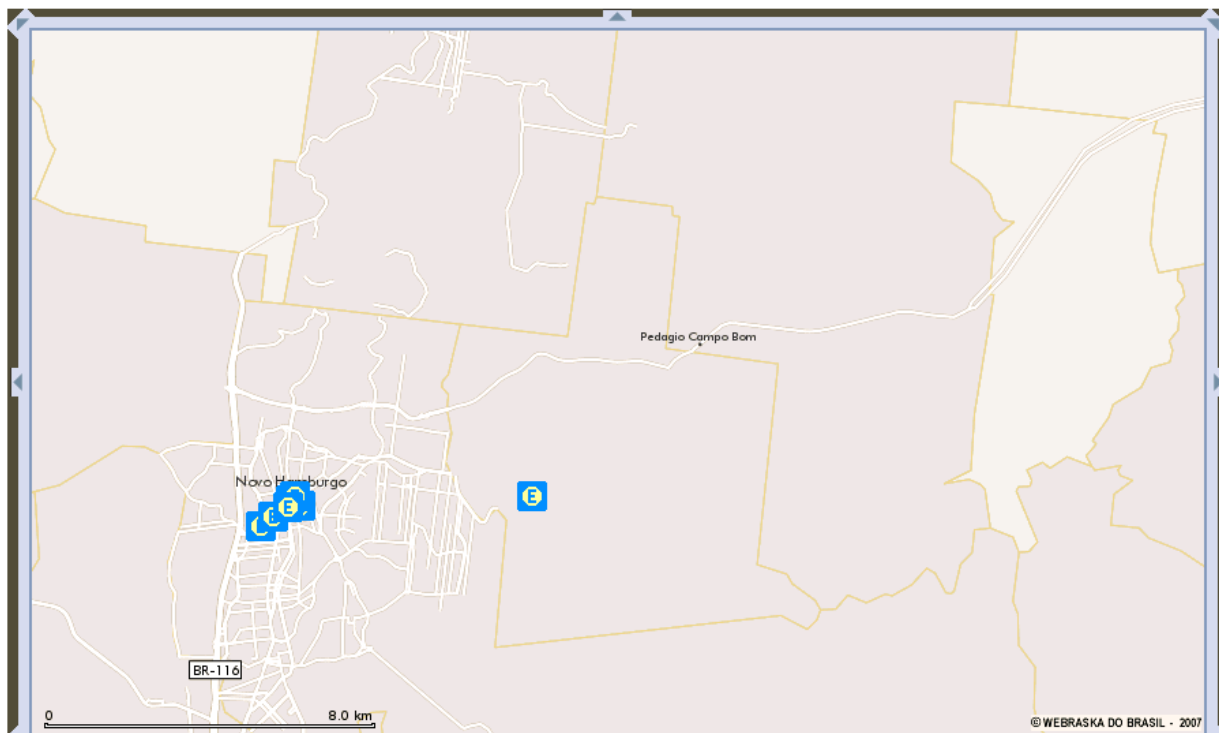 Pedagio Campo Bom
Novo Hamburgo
E
E
E
BR-116
0 8.0 km
© WEBRASKA DO BRASIL - 2007